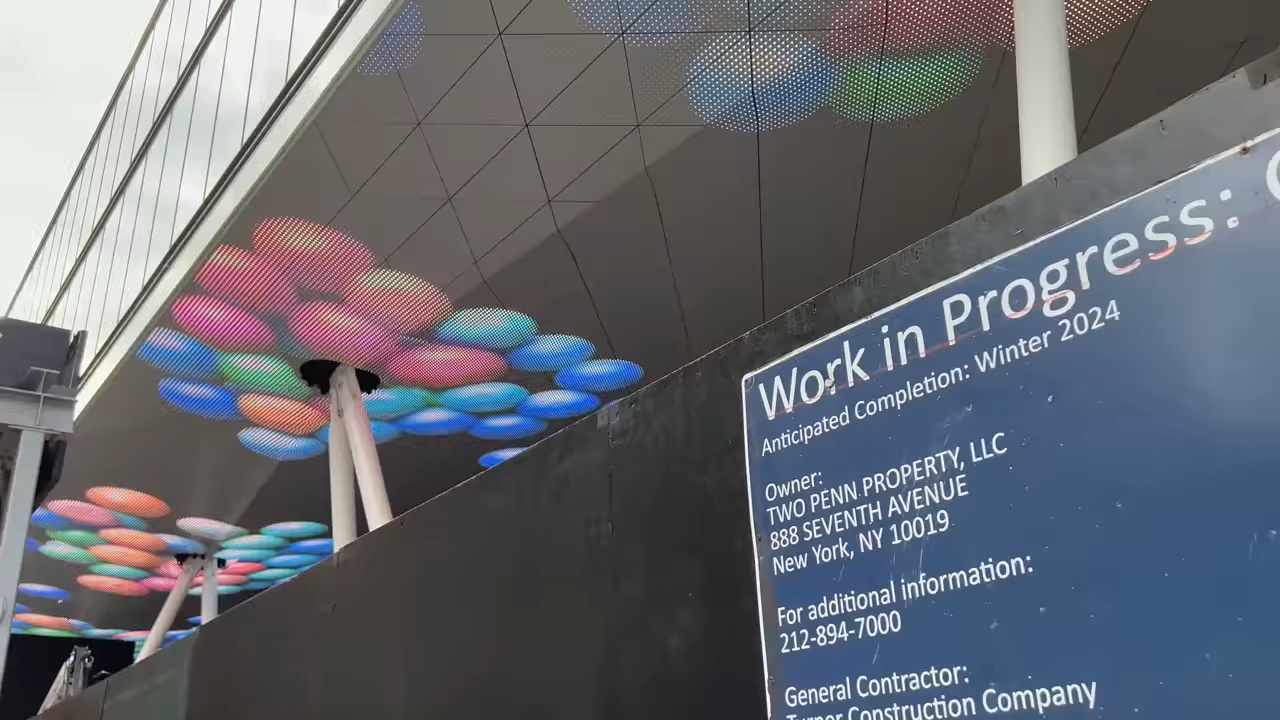 Work in Progress:
Anticipated Completion: Winter 2024
Owner:
TWO PENN PROPERTY, LLC
888 SEVENTH AVENUE
New York, NY 10019
For additional information:
212-894-7000
General Contractor:
Turner Construction Company